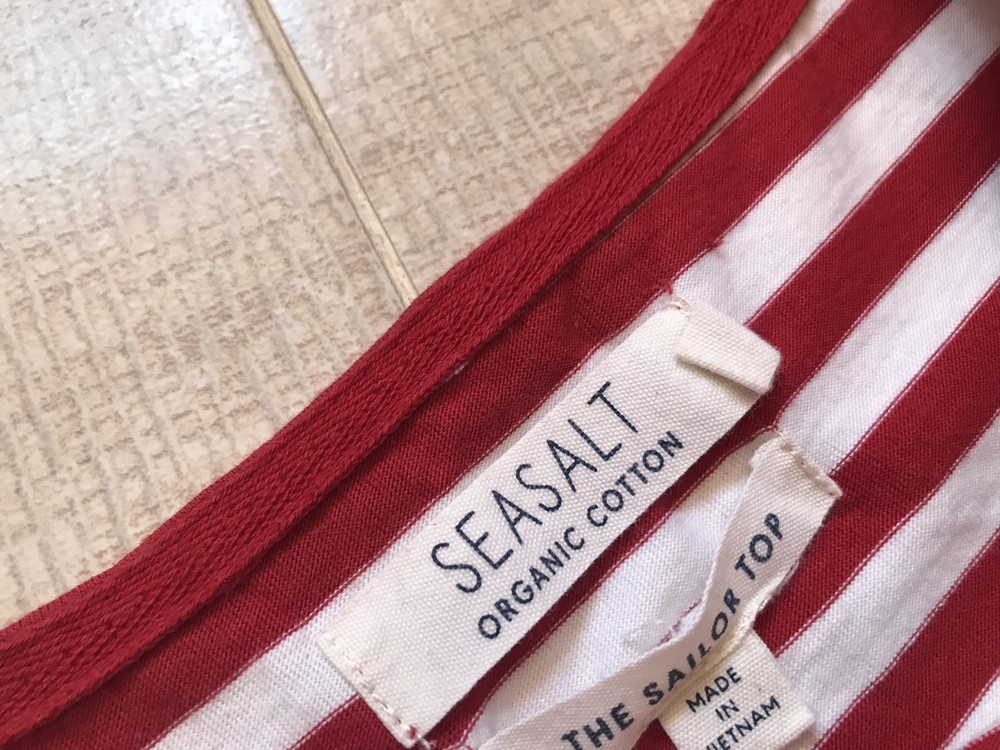 SEASALT
ORGANIC COTTON
THE SAILOR TOP
MADE
IN
VIETNAM